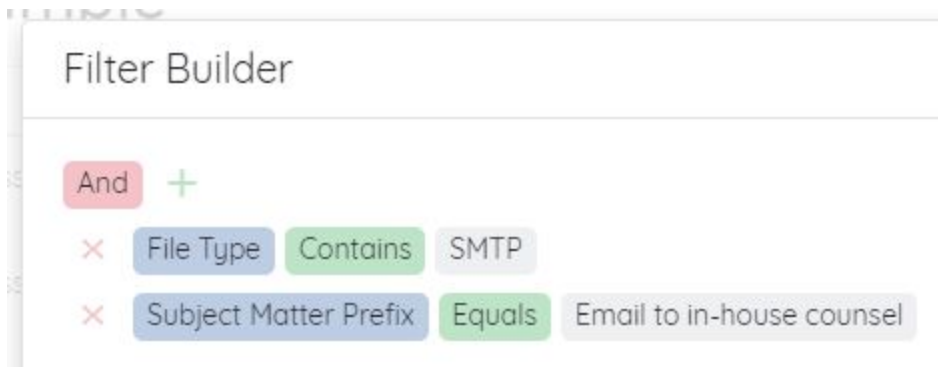 Filter Builder
And +
× File Type Contains SMTP
× Subject Matter Prefix Equals Email to in-house counsel